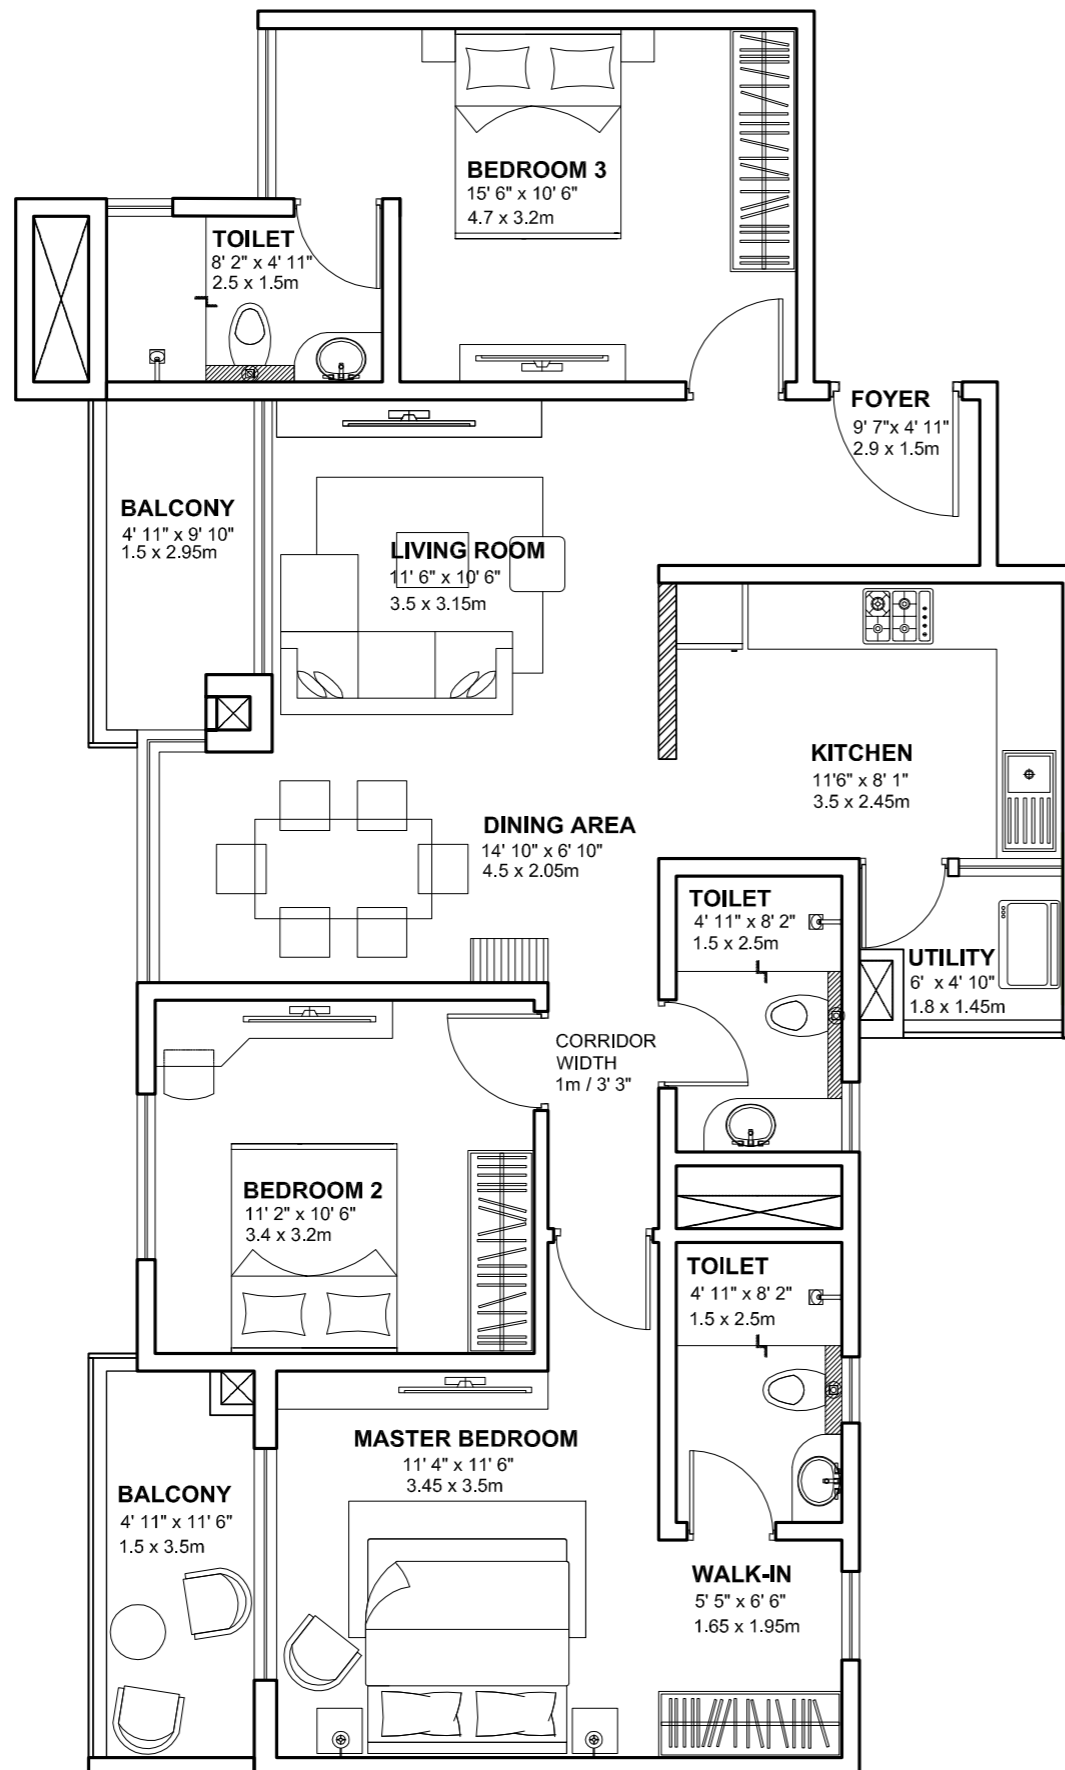 BEDROOM 3
15' 6" x 10' 6"
4.7 x 3.2m
TOILET
8' 2" x 4' 11"
2.5 x 1.5m
FOYER
9' 7"x 4' 11"
2.9 x 1.5m
BALCONY
4' 11" x 9' 10"
1.5 x 2.95m
LIVING ROOM
11' 6" x 10' 6"
3.5 x 3.15m
KITCHEN
11'6" x 8' 1"
3.5 x 2.45m
DINING AREA
14' 10" x 6' 10"
4.5 x 2.05m
TOILET
4' 11" x 8' 2"
1.5 x 2.5m
UTILITY
6' x 4' 10"
1.8 x 1.45m
CORRIDOR
WIDTH
1m / 3' 3"
BEDROOM 2
11' 2" x 10' 6"
3.4 x 3.2m
TOILET
4' 11" x 8' 2"
1.5 x 2.5m
MASTER BEDROOM
11' 4" x 11' 6"
3.45 x 3.5m
BALCONY
4' 11" x 11' 6"
1.5 x 3.5m
WALK-IN
5' 5" x 6' 6"
1.65 x 1.95m